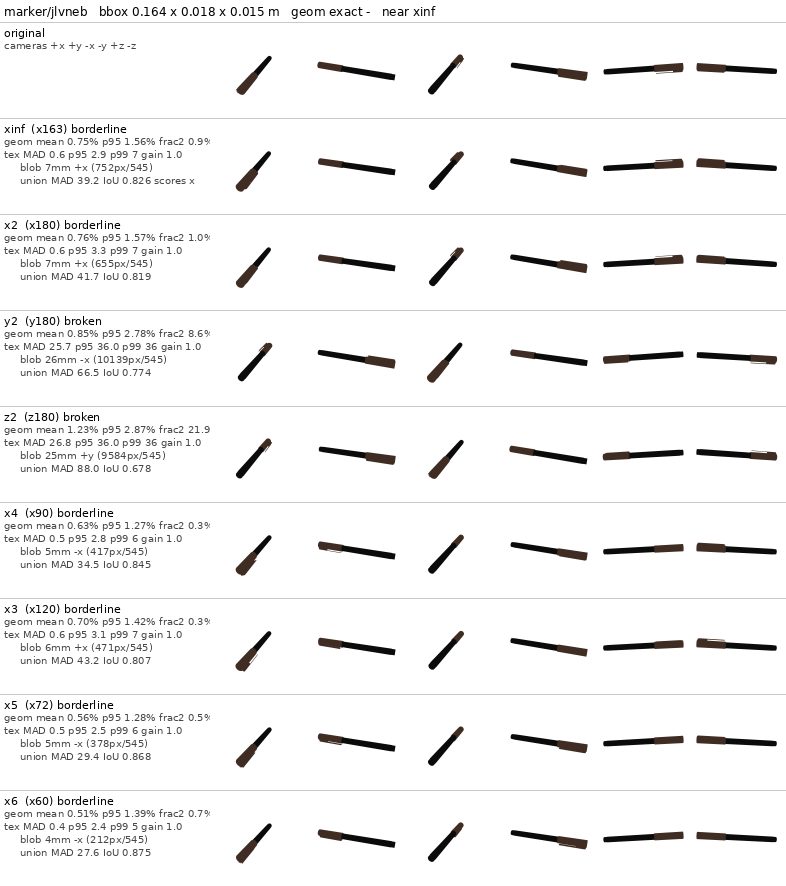 marker/jlvneb   bbox 0.164 x 0.018 x 0.015 m   geom exact -   near xinf
original
cameras +x +y -x -y +z -z
xinf  (x163) borderline
geom mean 0.75% p95 1.56% frac2 0.9%
tex MAD 0.6 p95 2.9 p99 7 gain 1.0
blob 7mm +x (752px/545)
union MAD 39.2 IoU 0.826 scores x
x2  (x180) borderline
geom mean 0.76% p95 1.57% frac2 1.0%
tex MAD 0.6 p95 3.3 p99 7 gain 1.0
blob 7mm +x (655px/545)
union MAD 41.7 IoU 0.819
y2  (y180) broken
geom mean 0.85% p95 2.78% frac2 8.6%
tex MAD 25.7 p95 36.0 p99 36 gain 1.0
blob 26mm -x (10139px/545)
union MAD 66.5 IoU 0.774
z2  (z180) broken
geom mean 1.23% p95 2.87% frac2 21.9
tex MAD 26.8 p95 36.0 p99 36 gain 1.0
blob 25mm +y (9584px/545)
union MAD 88.0 IoU 0.678
x4  (x90) borderline
geom mean 0.63% p95 1.27% frac2 0.3%
tex MAD 0.5 p95 2.8 p99 6 gain 1.0
blob 5mm -x (417px/545)
union MAD 34.5 IoU 0.845
x3  (x120) borderline
geom mean 0.70% p95 1.42% frac2 0.3%
tex MAD 0.6 p95 3.1 p99 7 gain 1.0
blob 6mm +x (471px/545)
union MAD 43.2 IoU 0.807
x5  (x72) borderline
geom mean 0.56% p95 1.28% frac2 0.5%
tex MAD 0.5 p95 2.5 p99 6 gain 1.0
blob 5mm -x (378px/545)
union MAD 29.4 IoU 0.868
x6  (x60) borderline
geom mean 0.51% p95 1.39% frac2 0.7%
tex MAD 0.4 p95 2.4 p99 5 gain 1.0
blob 4mm -x (212px/545)
union MAD 27.6 IoU 0.875